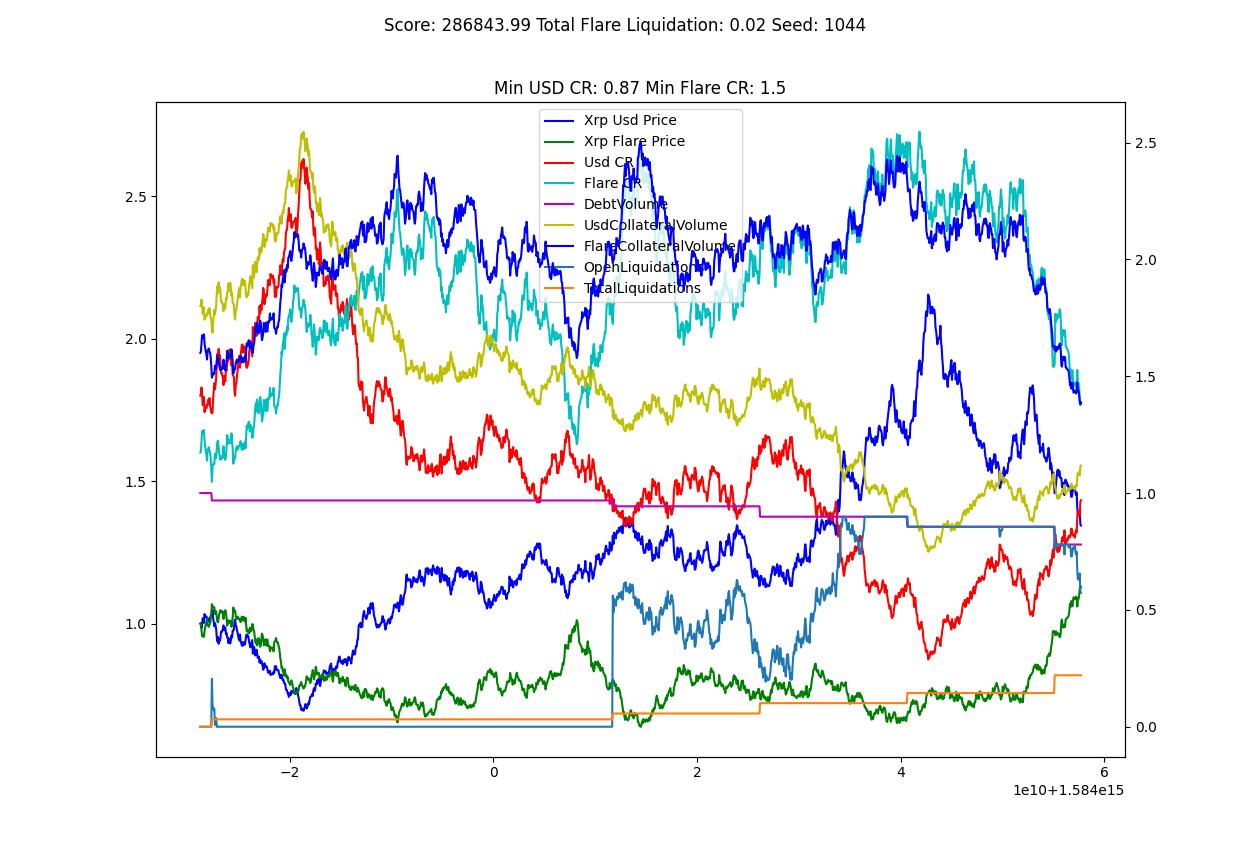 Score: 286843.99 Total Flare Liquidation: 0.02 Seed: 1044
Min USD CR: 0.87 Min Flare CR: 1.5
Xrp Usd Price
Xrp Flare Price
Usd CR
Flare CR
DebtVolume
UsdCollateralVolume
FlareCollateralVolume
OpenLiquidations
TotalLiquidations
2.5
2.0
1.5
1.0
2.5
2.0
1.5
1.0
0.5
0.0
−2 0 2 4 6
1e10+1.584e15